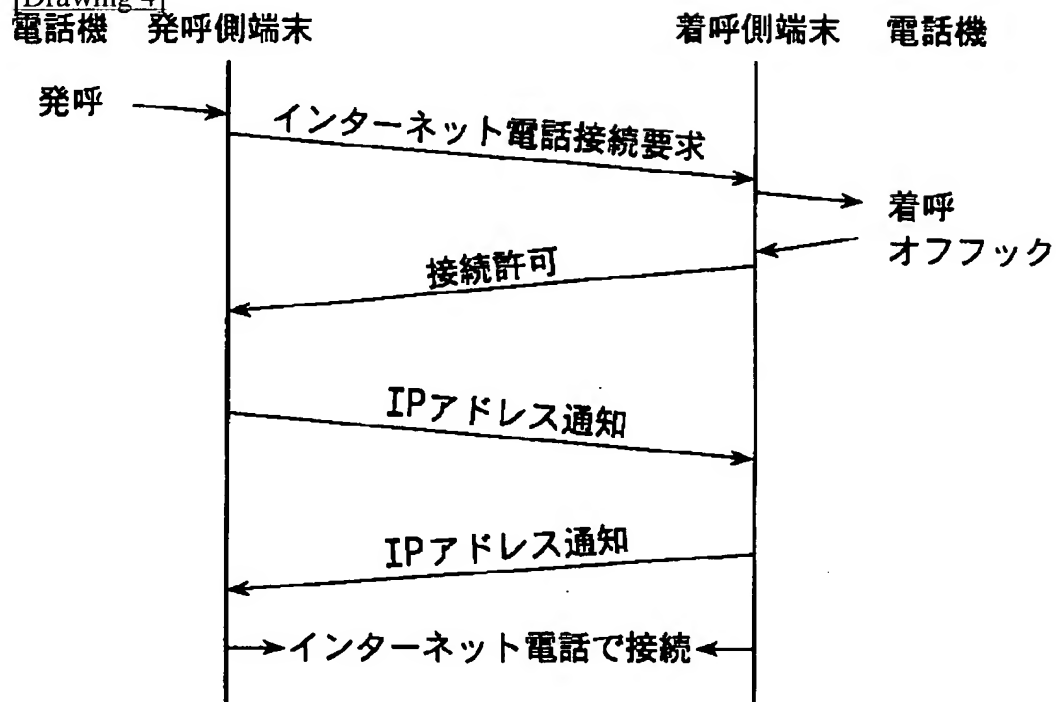 [Drawing 4]
電話機 発呼側端末 着呼側端末 電話機
発呼
インターネット電話接続要求
着呼
オフフック
接続許可
IPアドレス通知
IPアドレス通知
インターネット電話で接続